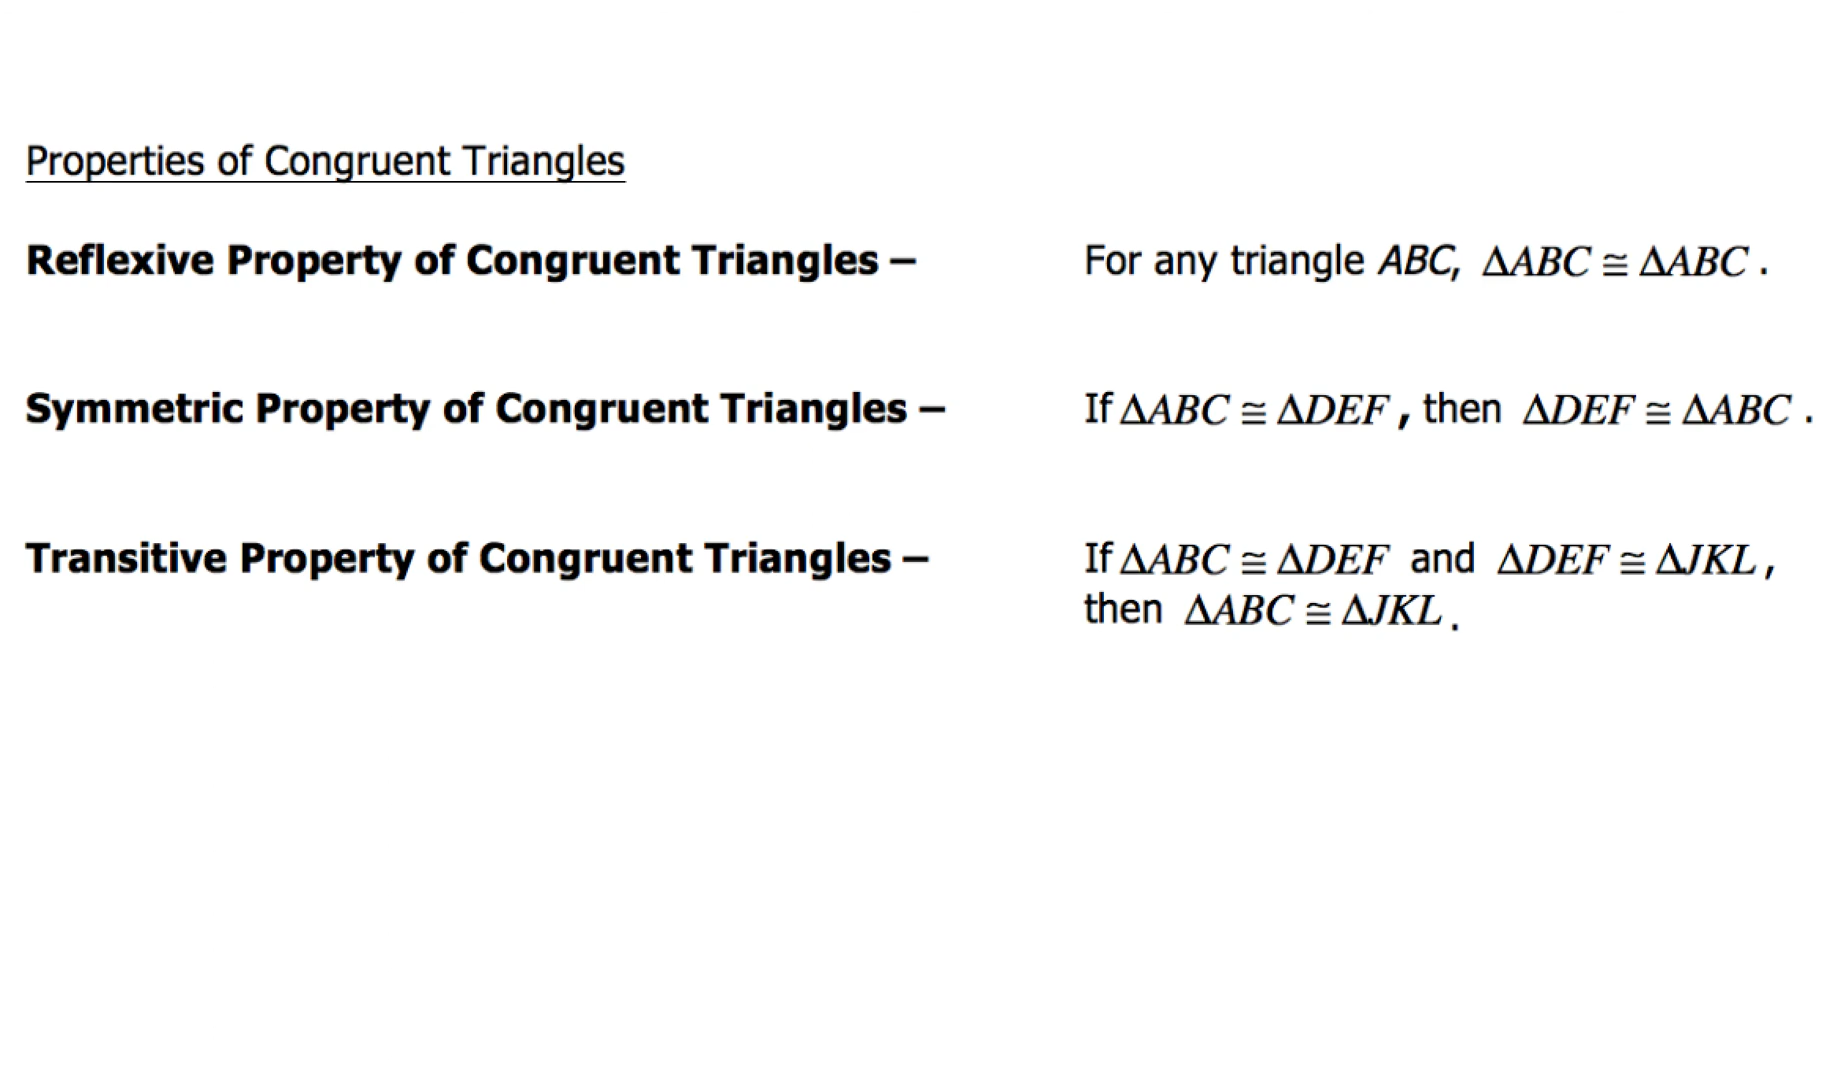 Properties of Congruent Triangles
Reflexive Property of Congruent Triangles – For any triangle ABC, ΔABC ≅ ΔABC .
Symmetric Property of Congruent Triangles – If ΔABC ≅ ΔDEF , then ΔDEF ≅ ΔABC .
Transitive Property of Congruent Triangles – If ΔABC ≅ ΔDEF and ΔDEF ≅ ΔJKL ,
then ΔABC ≅ ΔJKL .